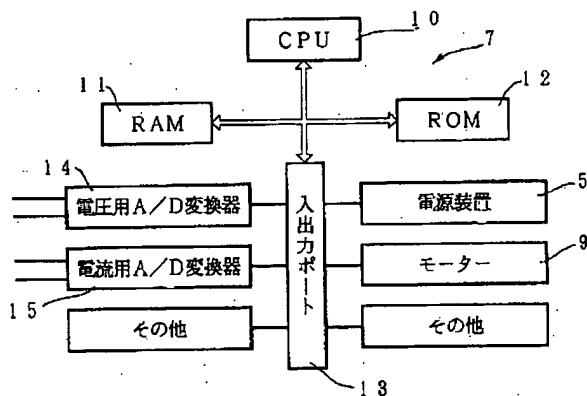 10
CPU
7
11
12
RAM
ROM
14
5
電圧用A/D変換器
電源装置
入出力ポート
9
電流用A/D変換器
モーター
15
その他
その他
13